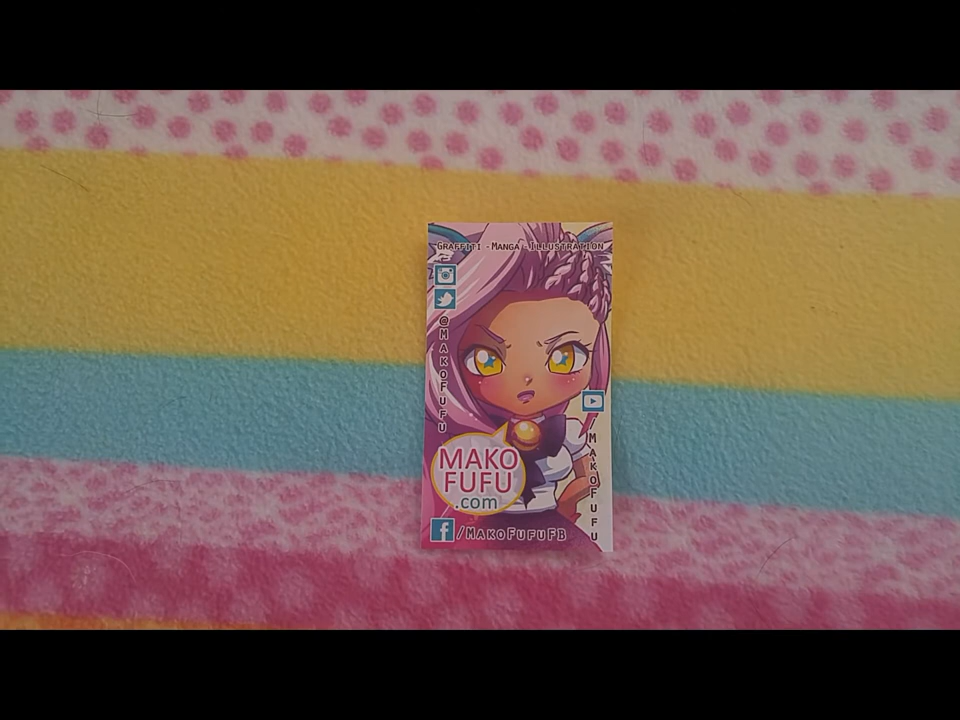 Graffiti - Manga - Illustration
@MakoFufu
/MakoFufu
MAKO
FUFU
.com
/MakoFufuFB